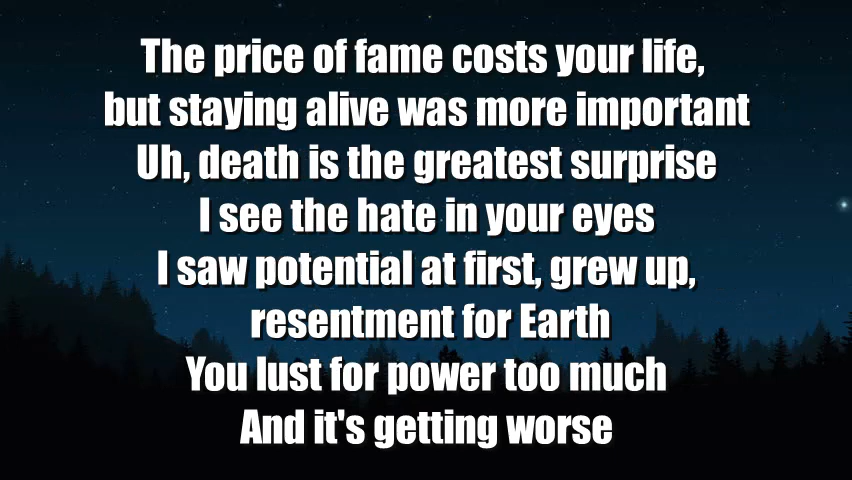 The price of fame costs your life,
but staying alive was more important
Uh, death is the greatest surprise
I see the hate in your eyes
I saw potential at first, grew up,
resentment for Earth
You lust for power too much
And it's getting worse